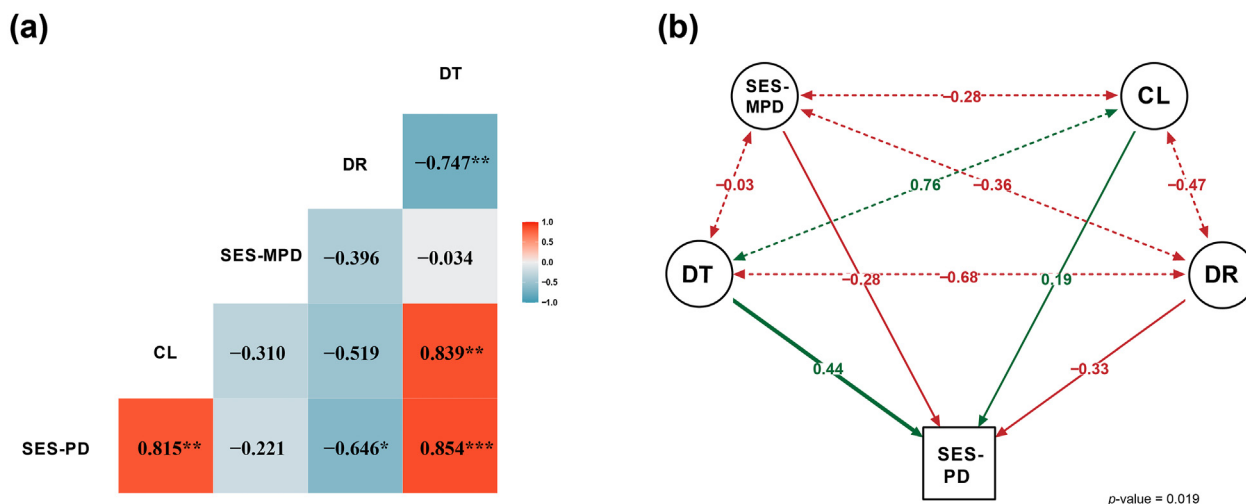 (a)
DT
DR
−0.747**
SES-MPD
−0.396
−0.034
CL
−0.310
−0.519
0.839**
SES-PD
0.815**
−0.221
−0.646*
0.854***
1.0
0.5
0.0
−0.5
−1.0
(b)
SES-
MPD
CL
−0.28
−0.03
0.76
−0.36
−0.47
DT
DR
−0.28
−0.68
0.19
0.44
−0.33
SES-
PD
p-value = 0.019